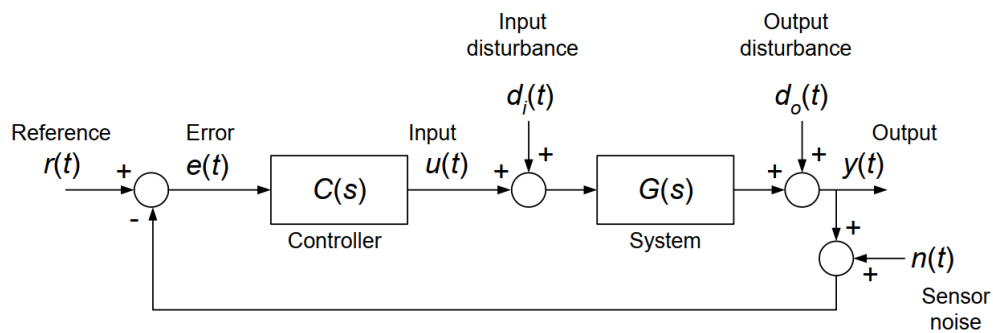 Input
disturbance
d_i(t)
Output
disturbance
d_o(t)
Reference
r(t)
Error
e(t)
Input
u(t)
Output
y(t)
+
-
C(s)
Controller
+
+
G(s)
System
+
+
+
+
n(t)
Sensor
noise